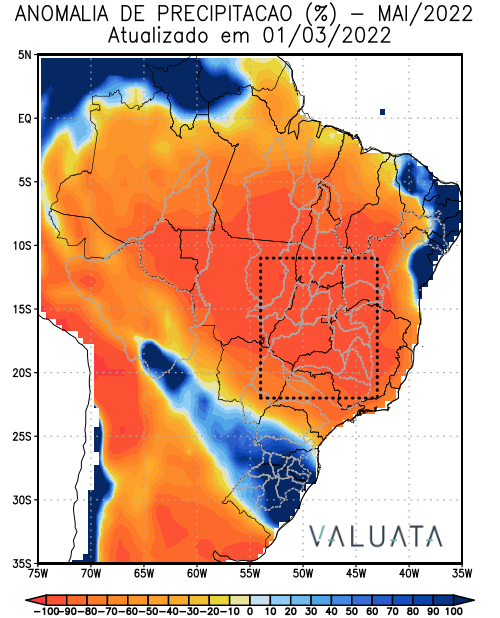 ANOMALIA DE PRECIPITACAO (%) – MAI/2022
Atualizado em 01/03/2022
5N
EQ
5S
10S
15S
20S
25S
30S
35S
VALUATA
75W 70W 65W 60W 55W 50W 45W 40W 35W
-100 -90 -80 -70 -60 -50 -40 -30 -20 -10 0 10 20 30 40 50 60 70 80 90 100